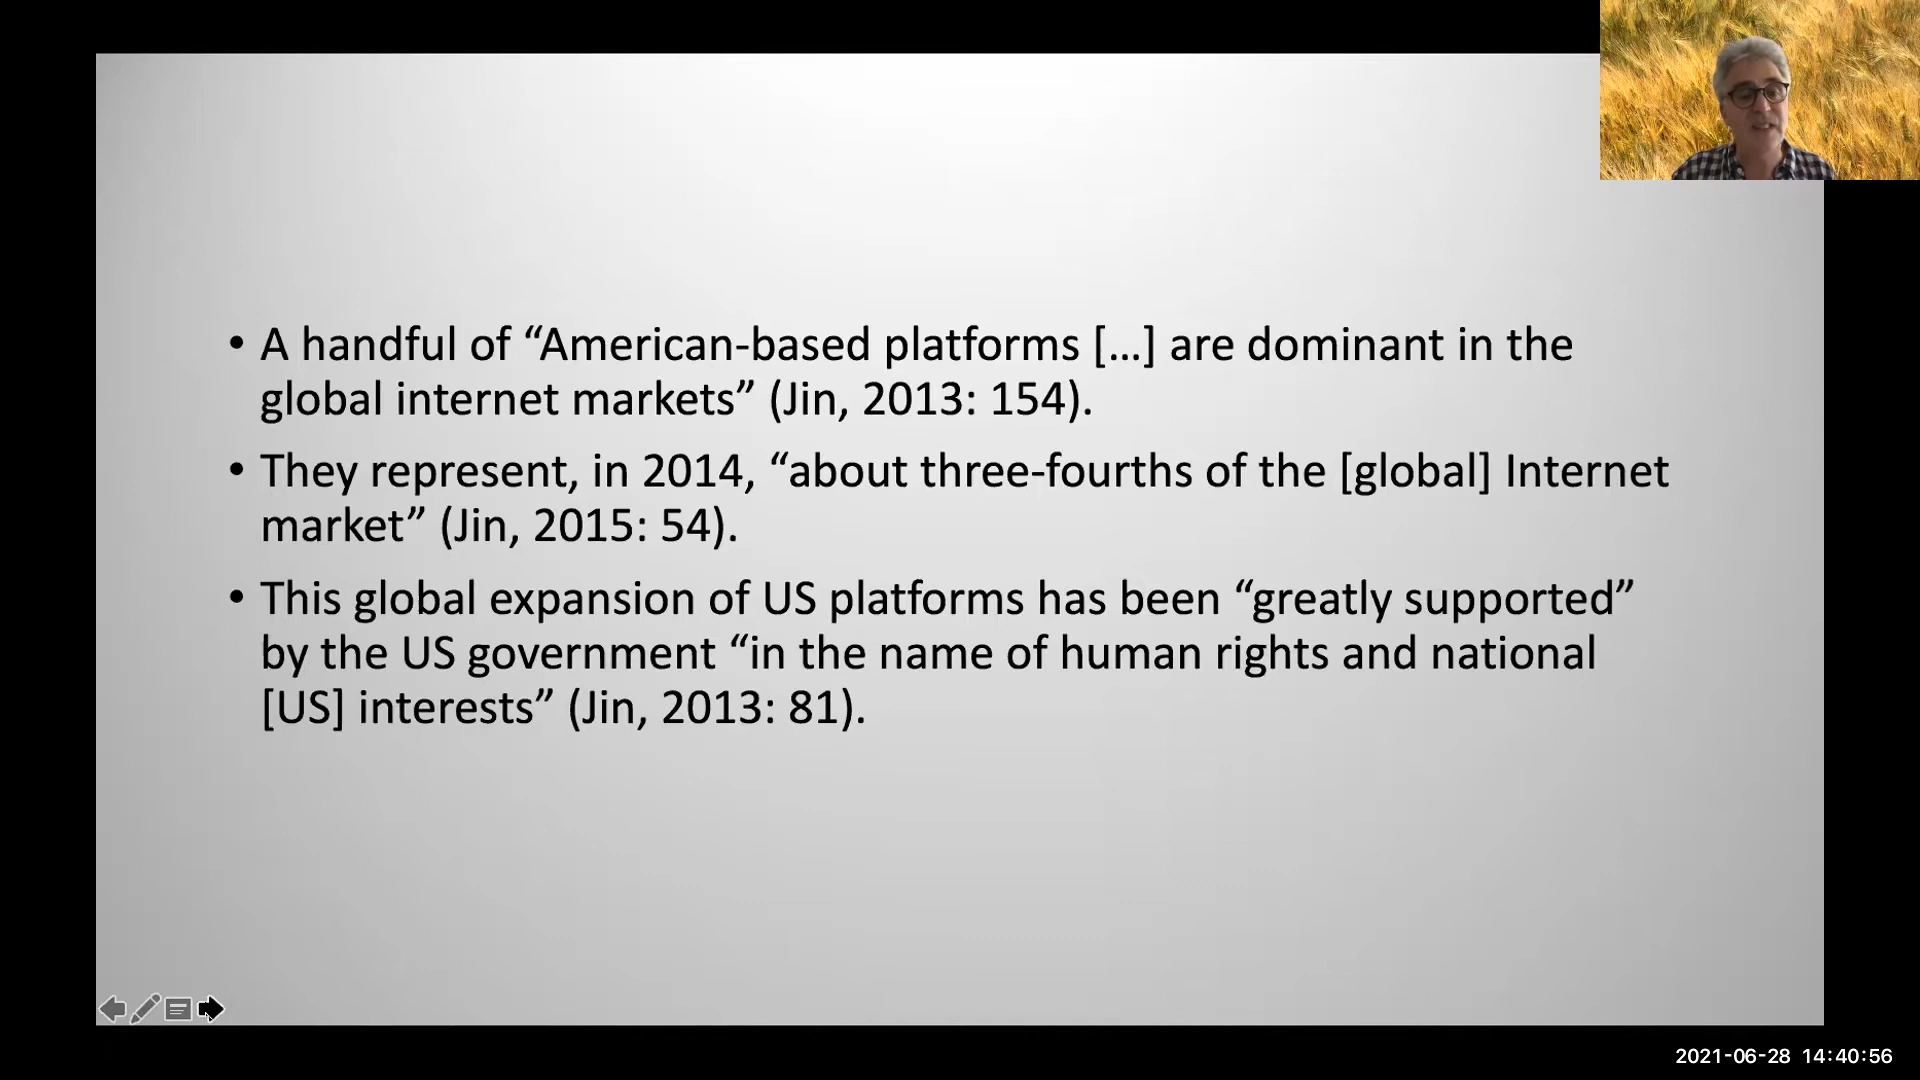 • A handful of “American-based platforms […] are dominant in the
global internet markets” (Jin, 2013: 154).
• They represent, in 2014, “about three-fourths of the [global] Internet
market” (Jin, 2015: 54).
• This global expansion of US platforms has been “greatly supported”
by the US government “in the name of human rights and national
[US] interests” (Jin, 2013: 81).
2021-06-28 14:40:56